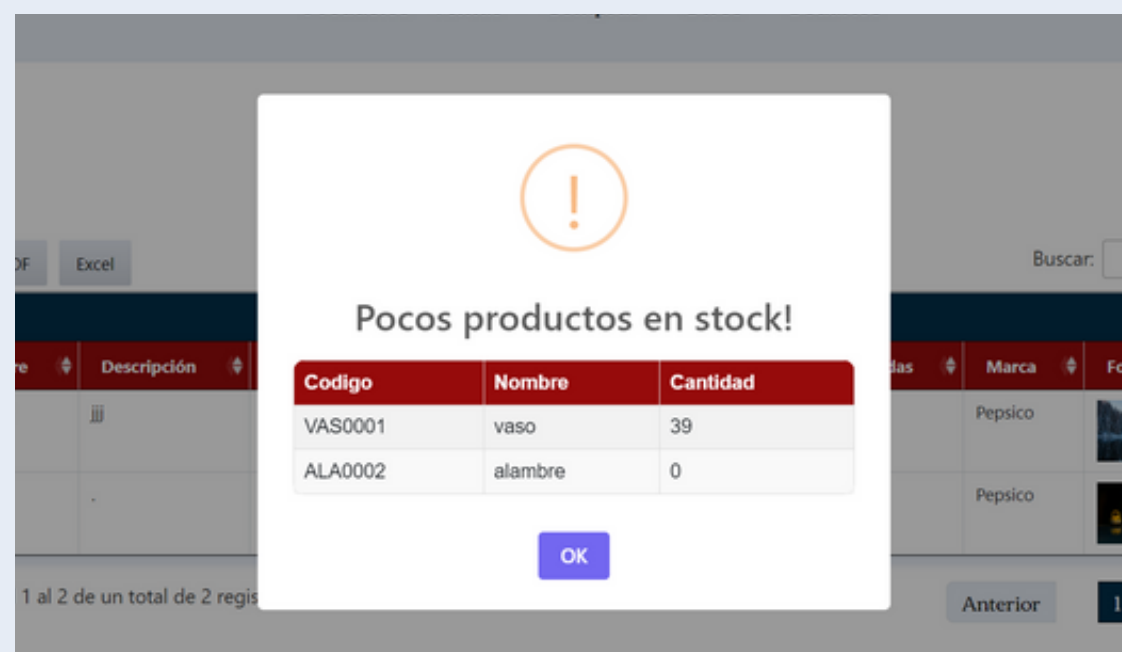 Excel
Buscar:
Descripción
Marca
jjj
Pepsico
.
Pepsico
1 al 2 de un total de 2 regis
Anterior
1
!
Pocos productos en stock!
Codigo Nombre Cantidad
VAS0001 vaso 39
ALA0002 alambre 0
OK